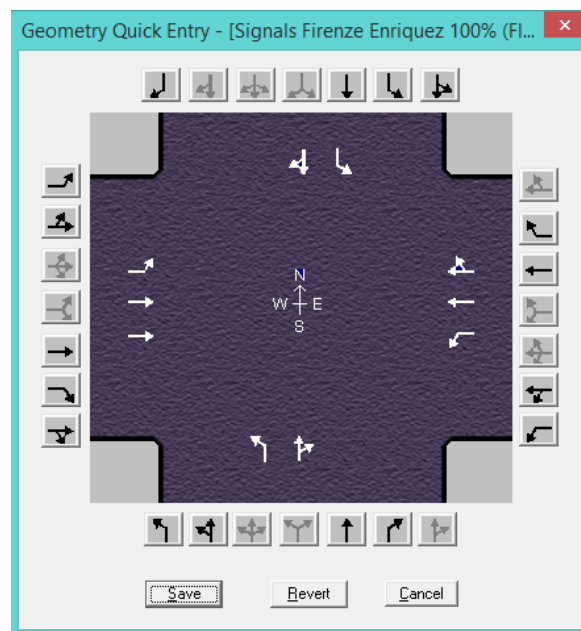 Geometry Quick Entry - [Signals Firenze Enriquez 100% (Fl...
N
W E
S
Save Revert Cancel